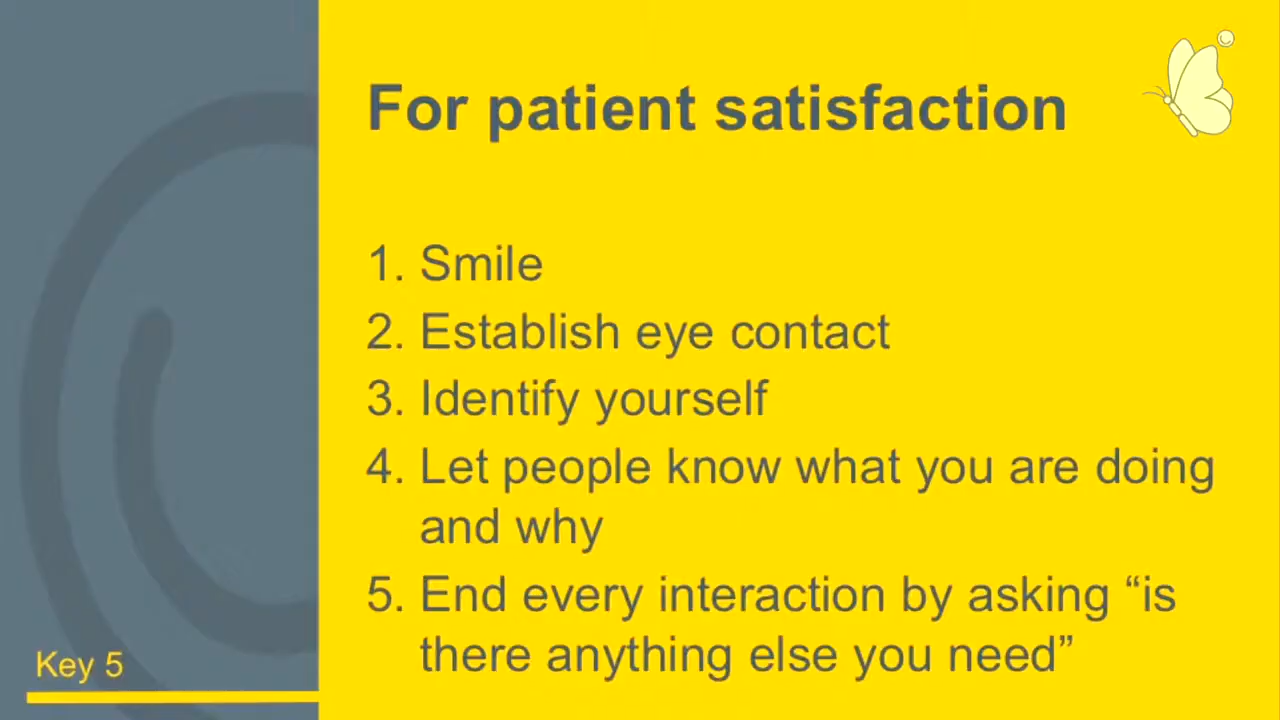 For patient satisfaction
1. Smile
2. Establish eye contact
3. Identify yourself
4. Let people know what you are doing
and why
5. End every interaction by asking “is
there anything else you need”
Key 5